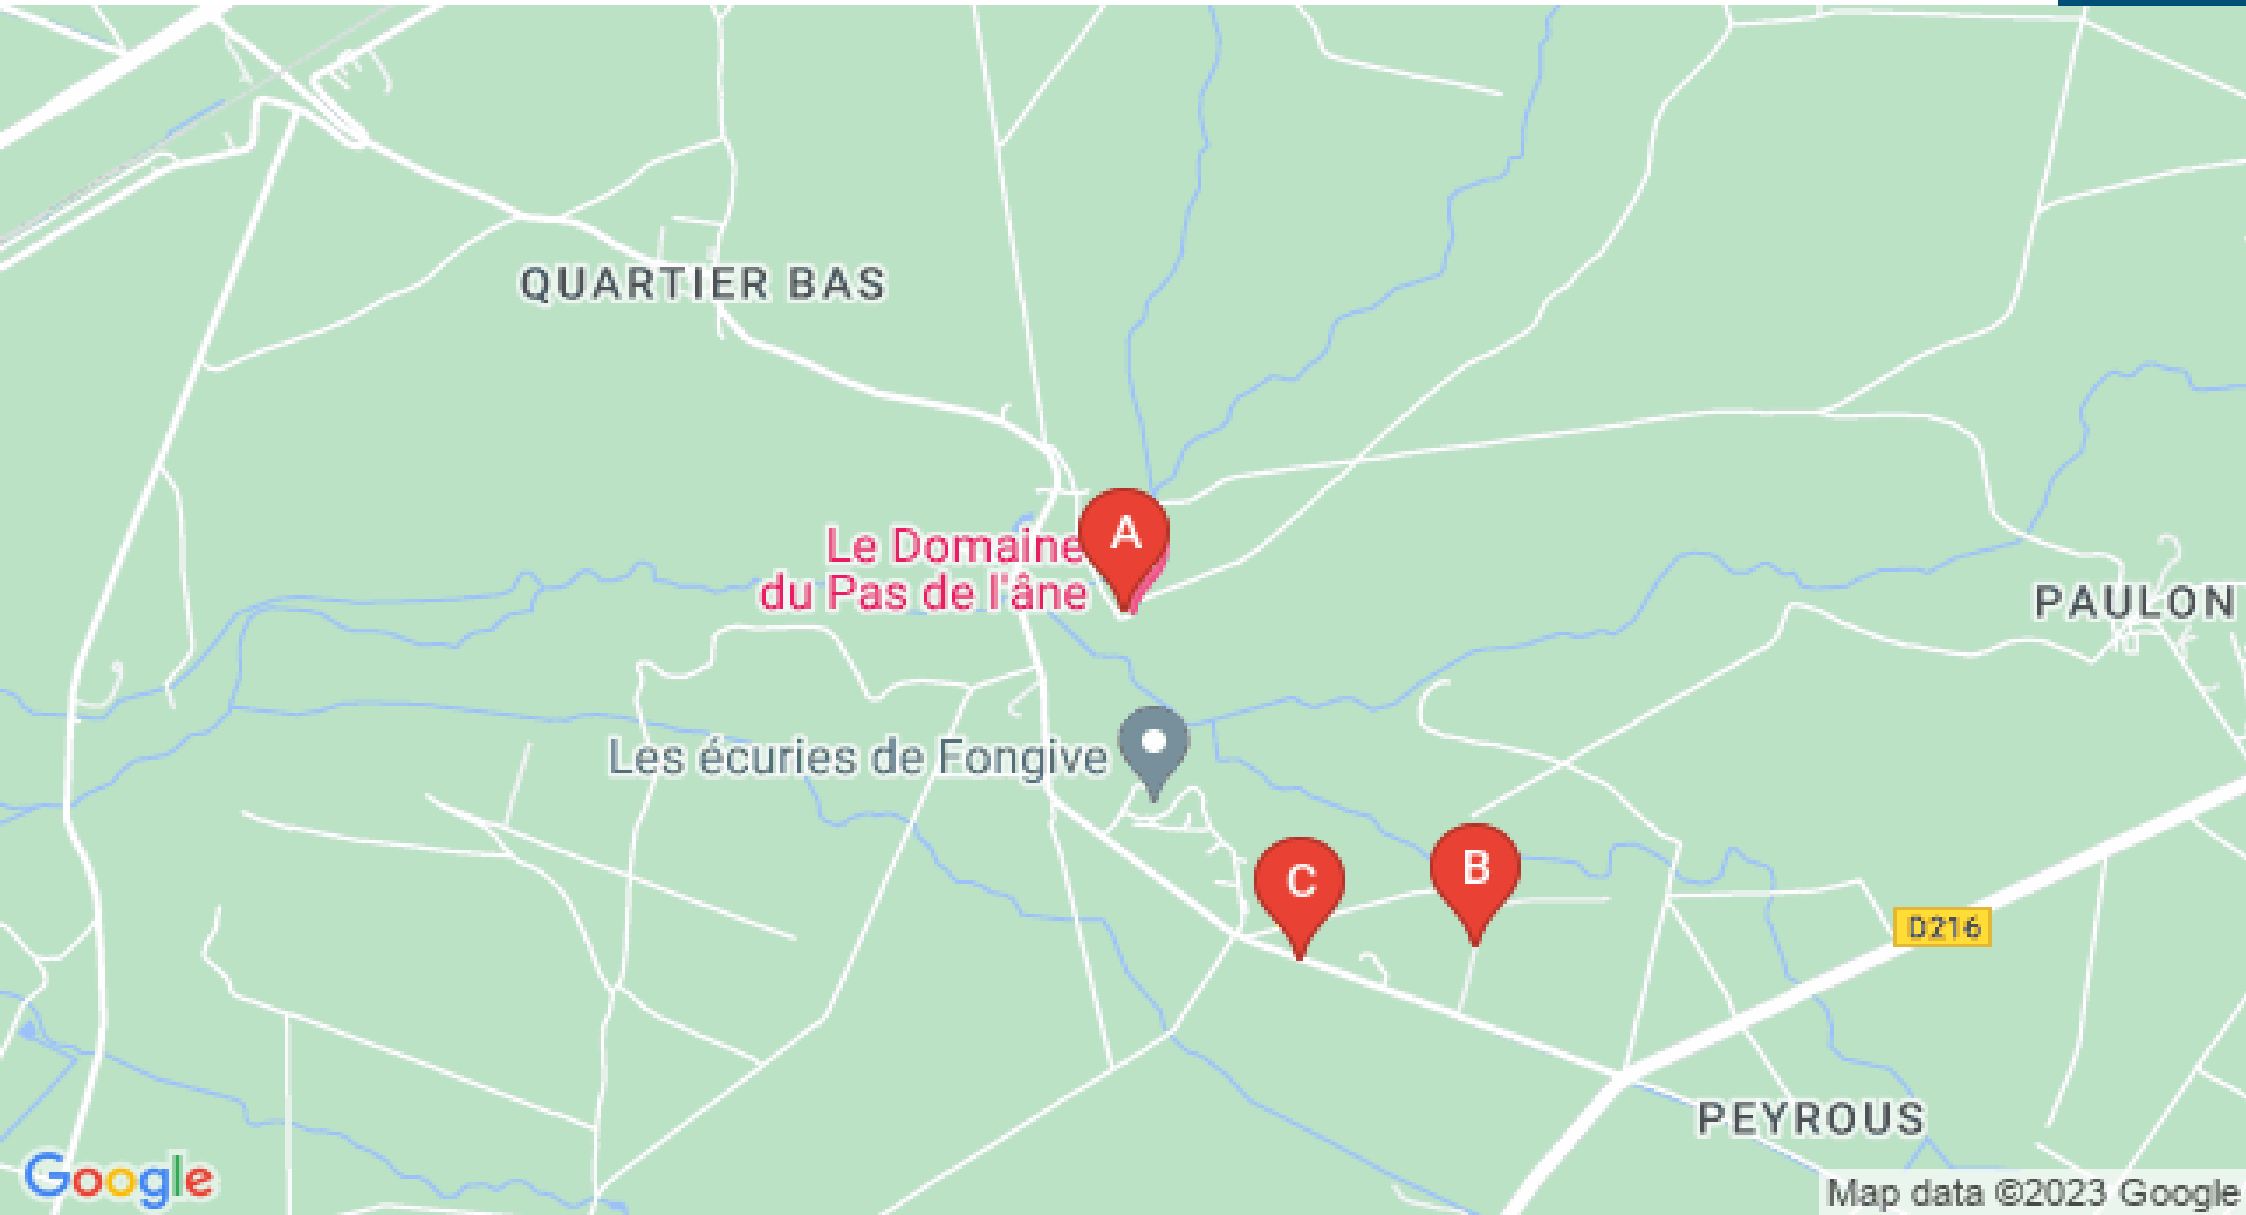 QUARTIER BAS
A
Le Domaine
du Pas de l'âne
PAULON
Les écuries de Fongive
C
B
D216
PEYROUS
Google
Map data ©2023 Google